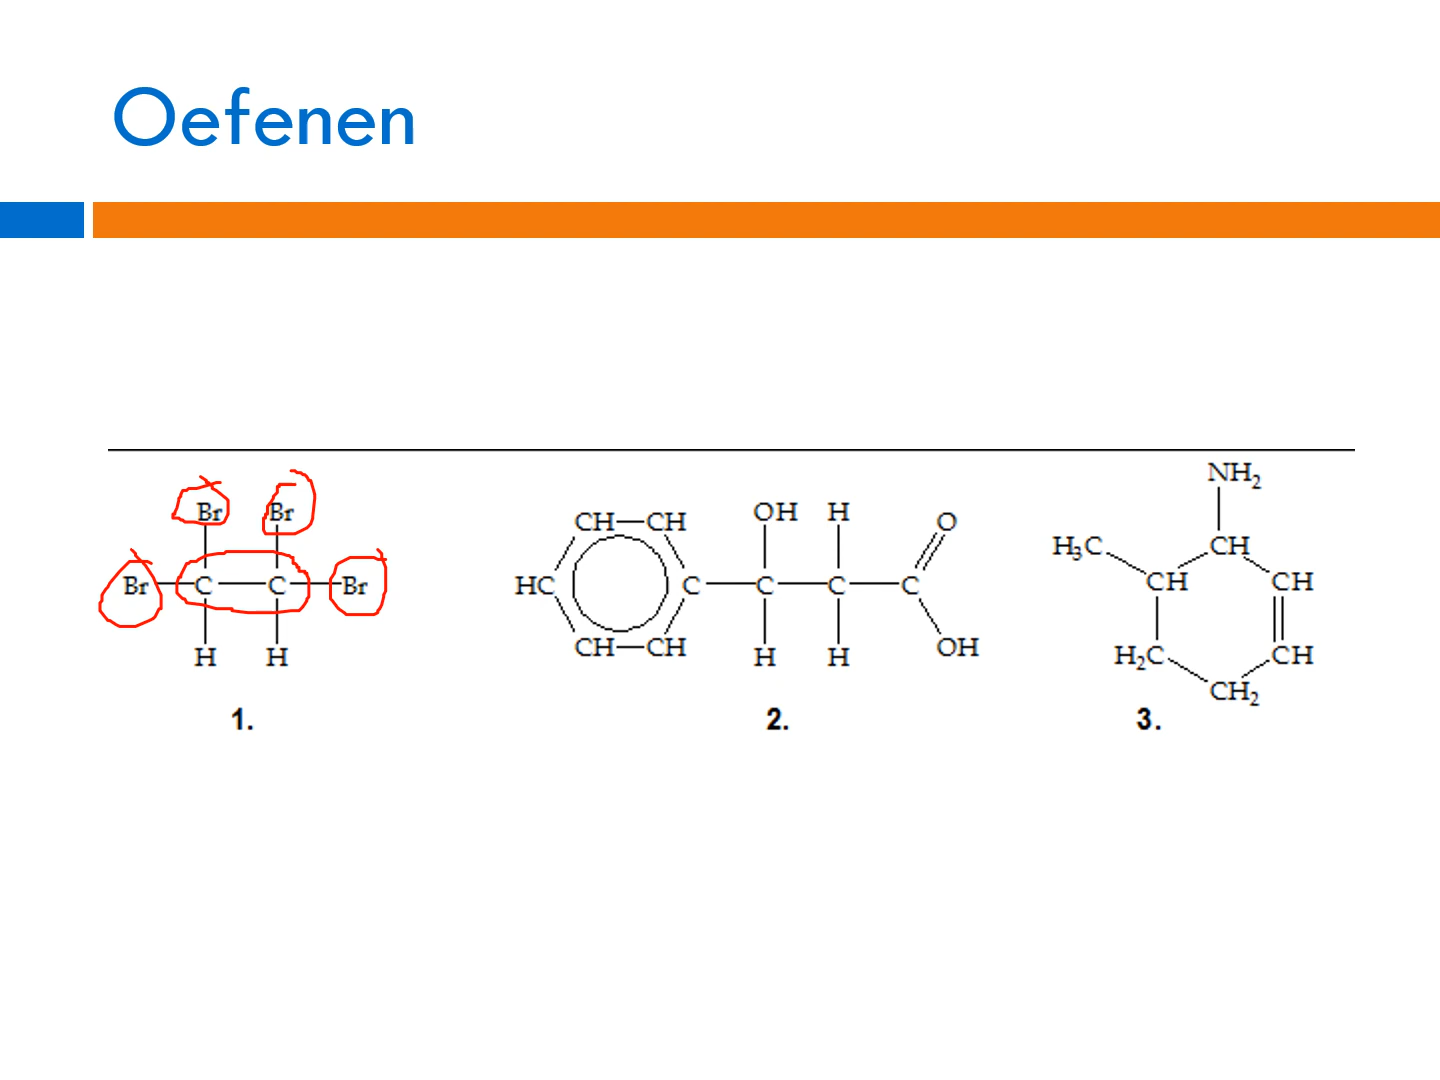 Oefenen
Br Br
Br C C Br
H H
1.
CH CH OH H O
HC C C C C
CH CH H H OH
2.
NH₂
H₃C CH
CH CH
H₂C CH
CH₂
3.